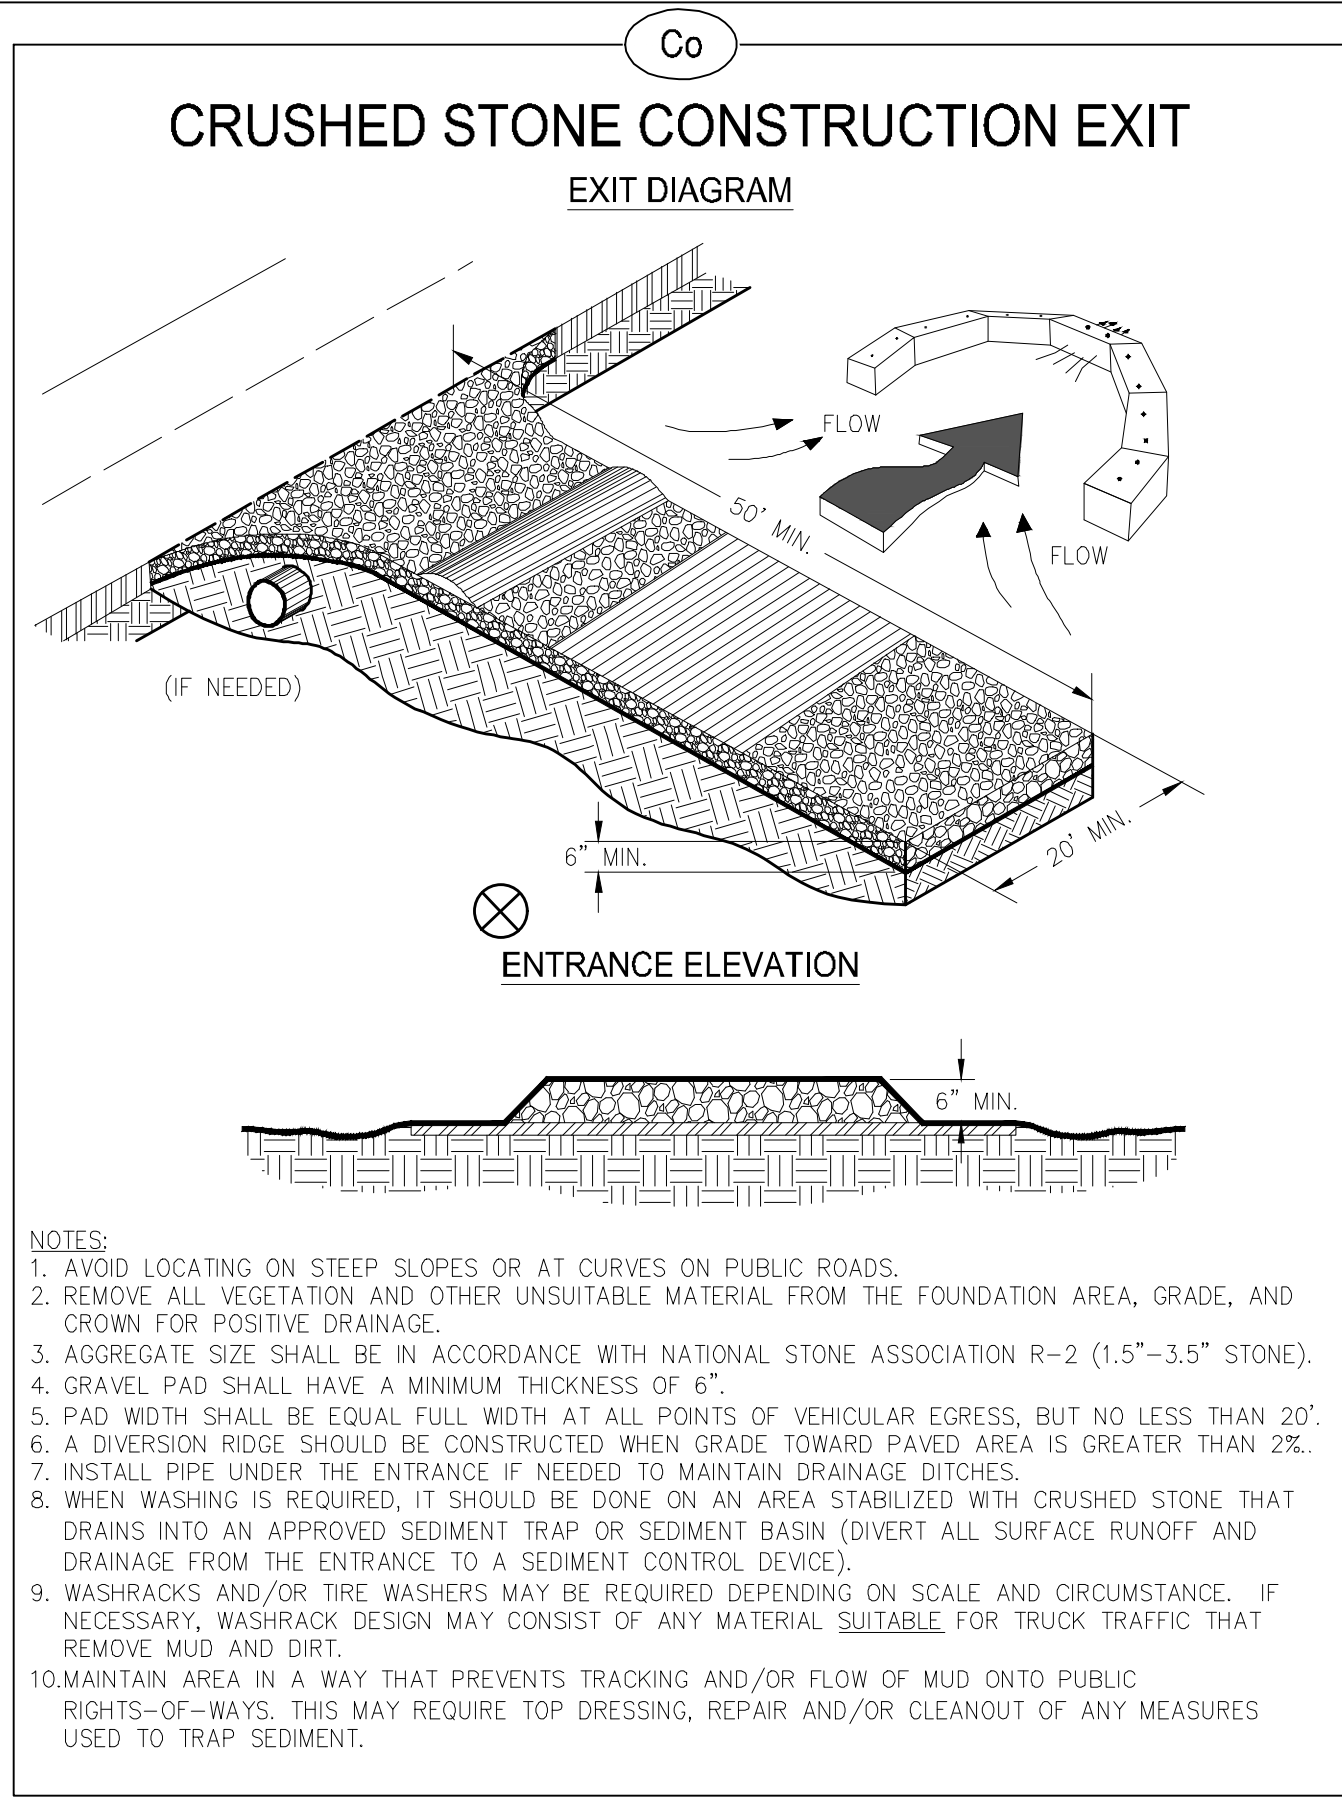 Co
CRUSHED STONE CONSTRUCTION EXIT
EXIT DIAGRAM
FLOW
50' MIN.
FLOW
(IF NEEDED)
20' MIN.
6" MIN.
ENTRANCE ELEVATION
6" MIN.
NOTES:
1. AVOID LOCATING ON STEEP SLOPES OR AT CURVES ON PUBLIC ROADS.
2. REMOVE ALL VEGETATION AND OTHER UNSUITABLE MATERIAL FROM THE FOUNDATION AREA, GRADE, AND
CROWN FOR POSITIVE DRAINAGE.
3. AGGREGATE SIZE SHALL BE IN ACCORDANCE WITH NATIONAL STONE ASSOCIATION R-2 (1.5"-3.5" STONE).
4. GRAVEL PAD SHALL HAVE A MINIMUM THICKNESS OF 6".
5. PAD WIDTH SHALL BE EQUAL FULL WIDTH AT ALL POINTS OF VEHICULAR EGRESS, BUT NO LESS THAN 20'.
6. A DIVERSION RIDGE SHOULD BE CONSTRUCTED WHEN GRADE TOWARD PAVED AREA IS GREATER THAN 2%..
7. INSTALL PIPE UNDER THE ENTRANCE IF NEEDED TO MAINTAIN DRAINAGE DITCHES.
8. WHEN WASHING IS REQUIRED, IT SHOULD BE DONE ON AN AREA STABILIZED WITH CRUSHED STONE THAT
DRAINS INTO AN APPROVED SEDIMENT TRAP OR SEDIMENT BASIN (DIVERT ALL SURFACE RUNOFF AND
DRAINAGE FROM THE ENTRANCE TO A SEDIMENT CONTROL DEVICE).
9. WASHRACKS AND/OR TIRE WASHERS MAY BE REQUIRED DEPENDING ON SCALE AND CIRCUMSTANCE. IF
NECESSARY, WASHRACK DESIGN MAY CONSIST OF ANY MATERIAL SUITABLE FOR TRUCK TRAFFIC THAT
REMOVE MUD AND DIRT.
10.MAINTAIN AREA IN A WAY THAT PREVENTS TRACKING AND/OR FLOW OF MUD ONTO PUBLIC
RIGHTS-OF-WAYS. THIS MAY REQUIRE TOP DRESSING, REPAIR AND/OR CLEANOUT OF ANY MEASURES
USED TO TRAP SEDIMENT.